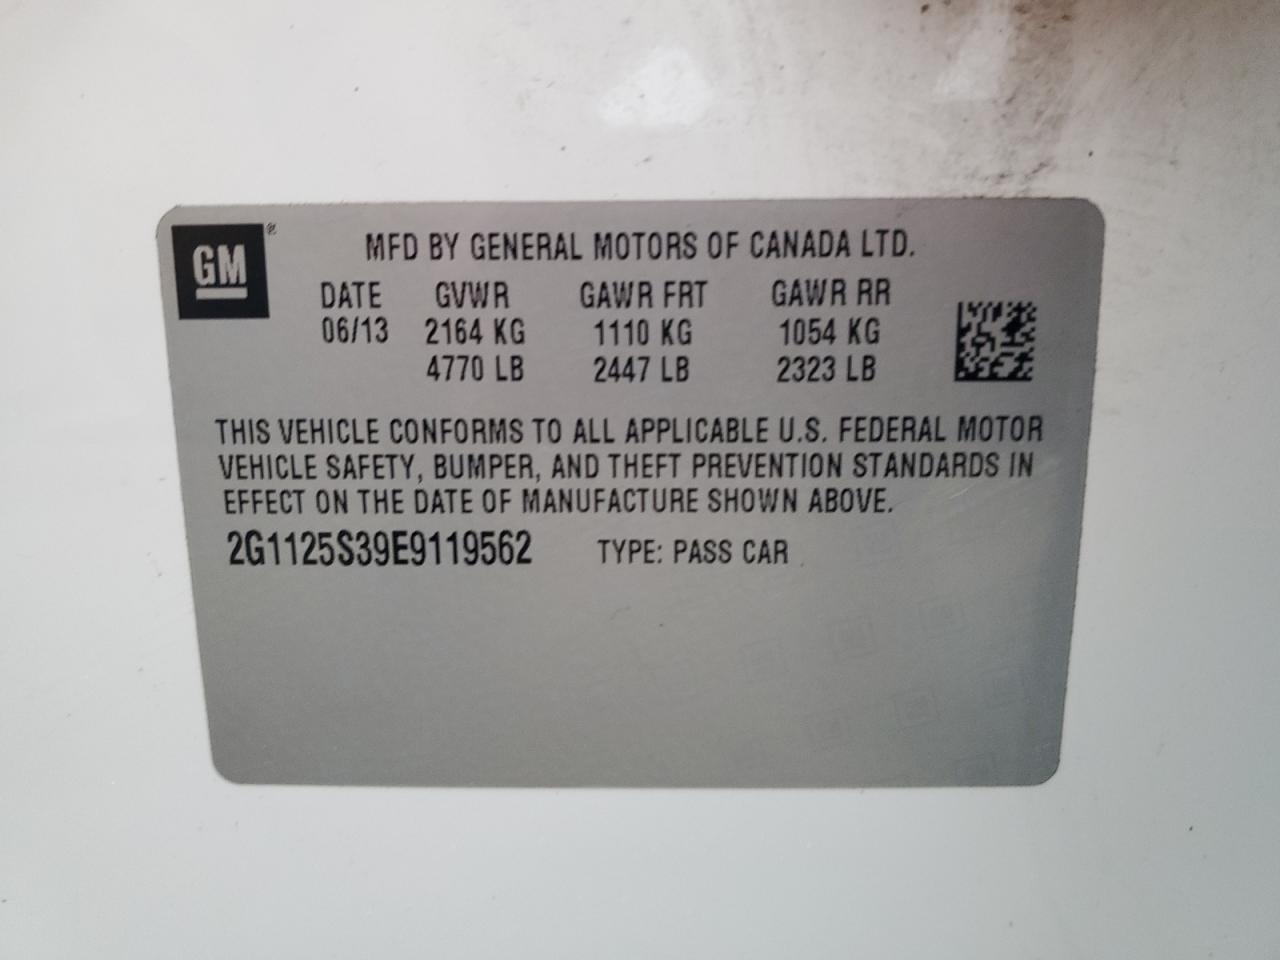 GM ®
MFD BY GENERAL MOTORS OF CANADA LTD.
DATE GVWR GAWR FRT GAWR RR
06/13 2164 KG 1110 KG 1054 KG
4770 LB 2447 LB 2323 LB
THIS VEHICLE CONFORMS TO ALL APPLICABLE U.S. FEDERAL MOTOR
VEHICLE SAFETY, BUMPER, AND THEFT PREVENTION STANDARDS IN
EFFECT ON THE DATE OF MANUFACTURE SHOWN ABOVE.
2G1125S39E9119562 TYPE: PASS CAR